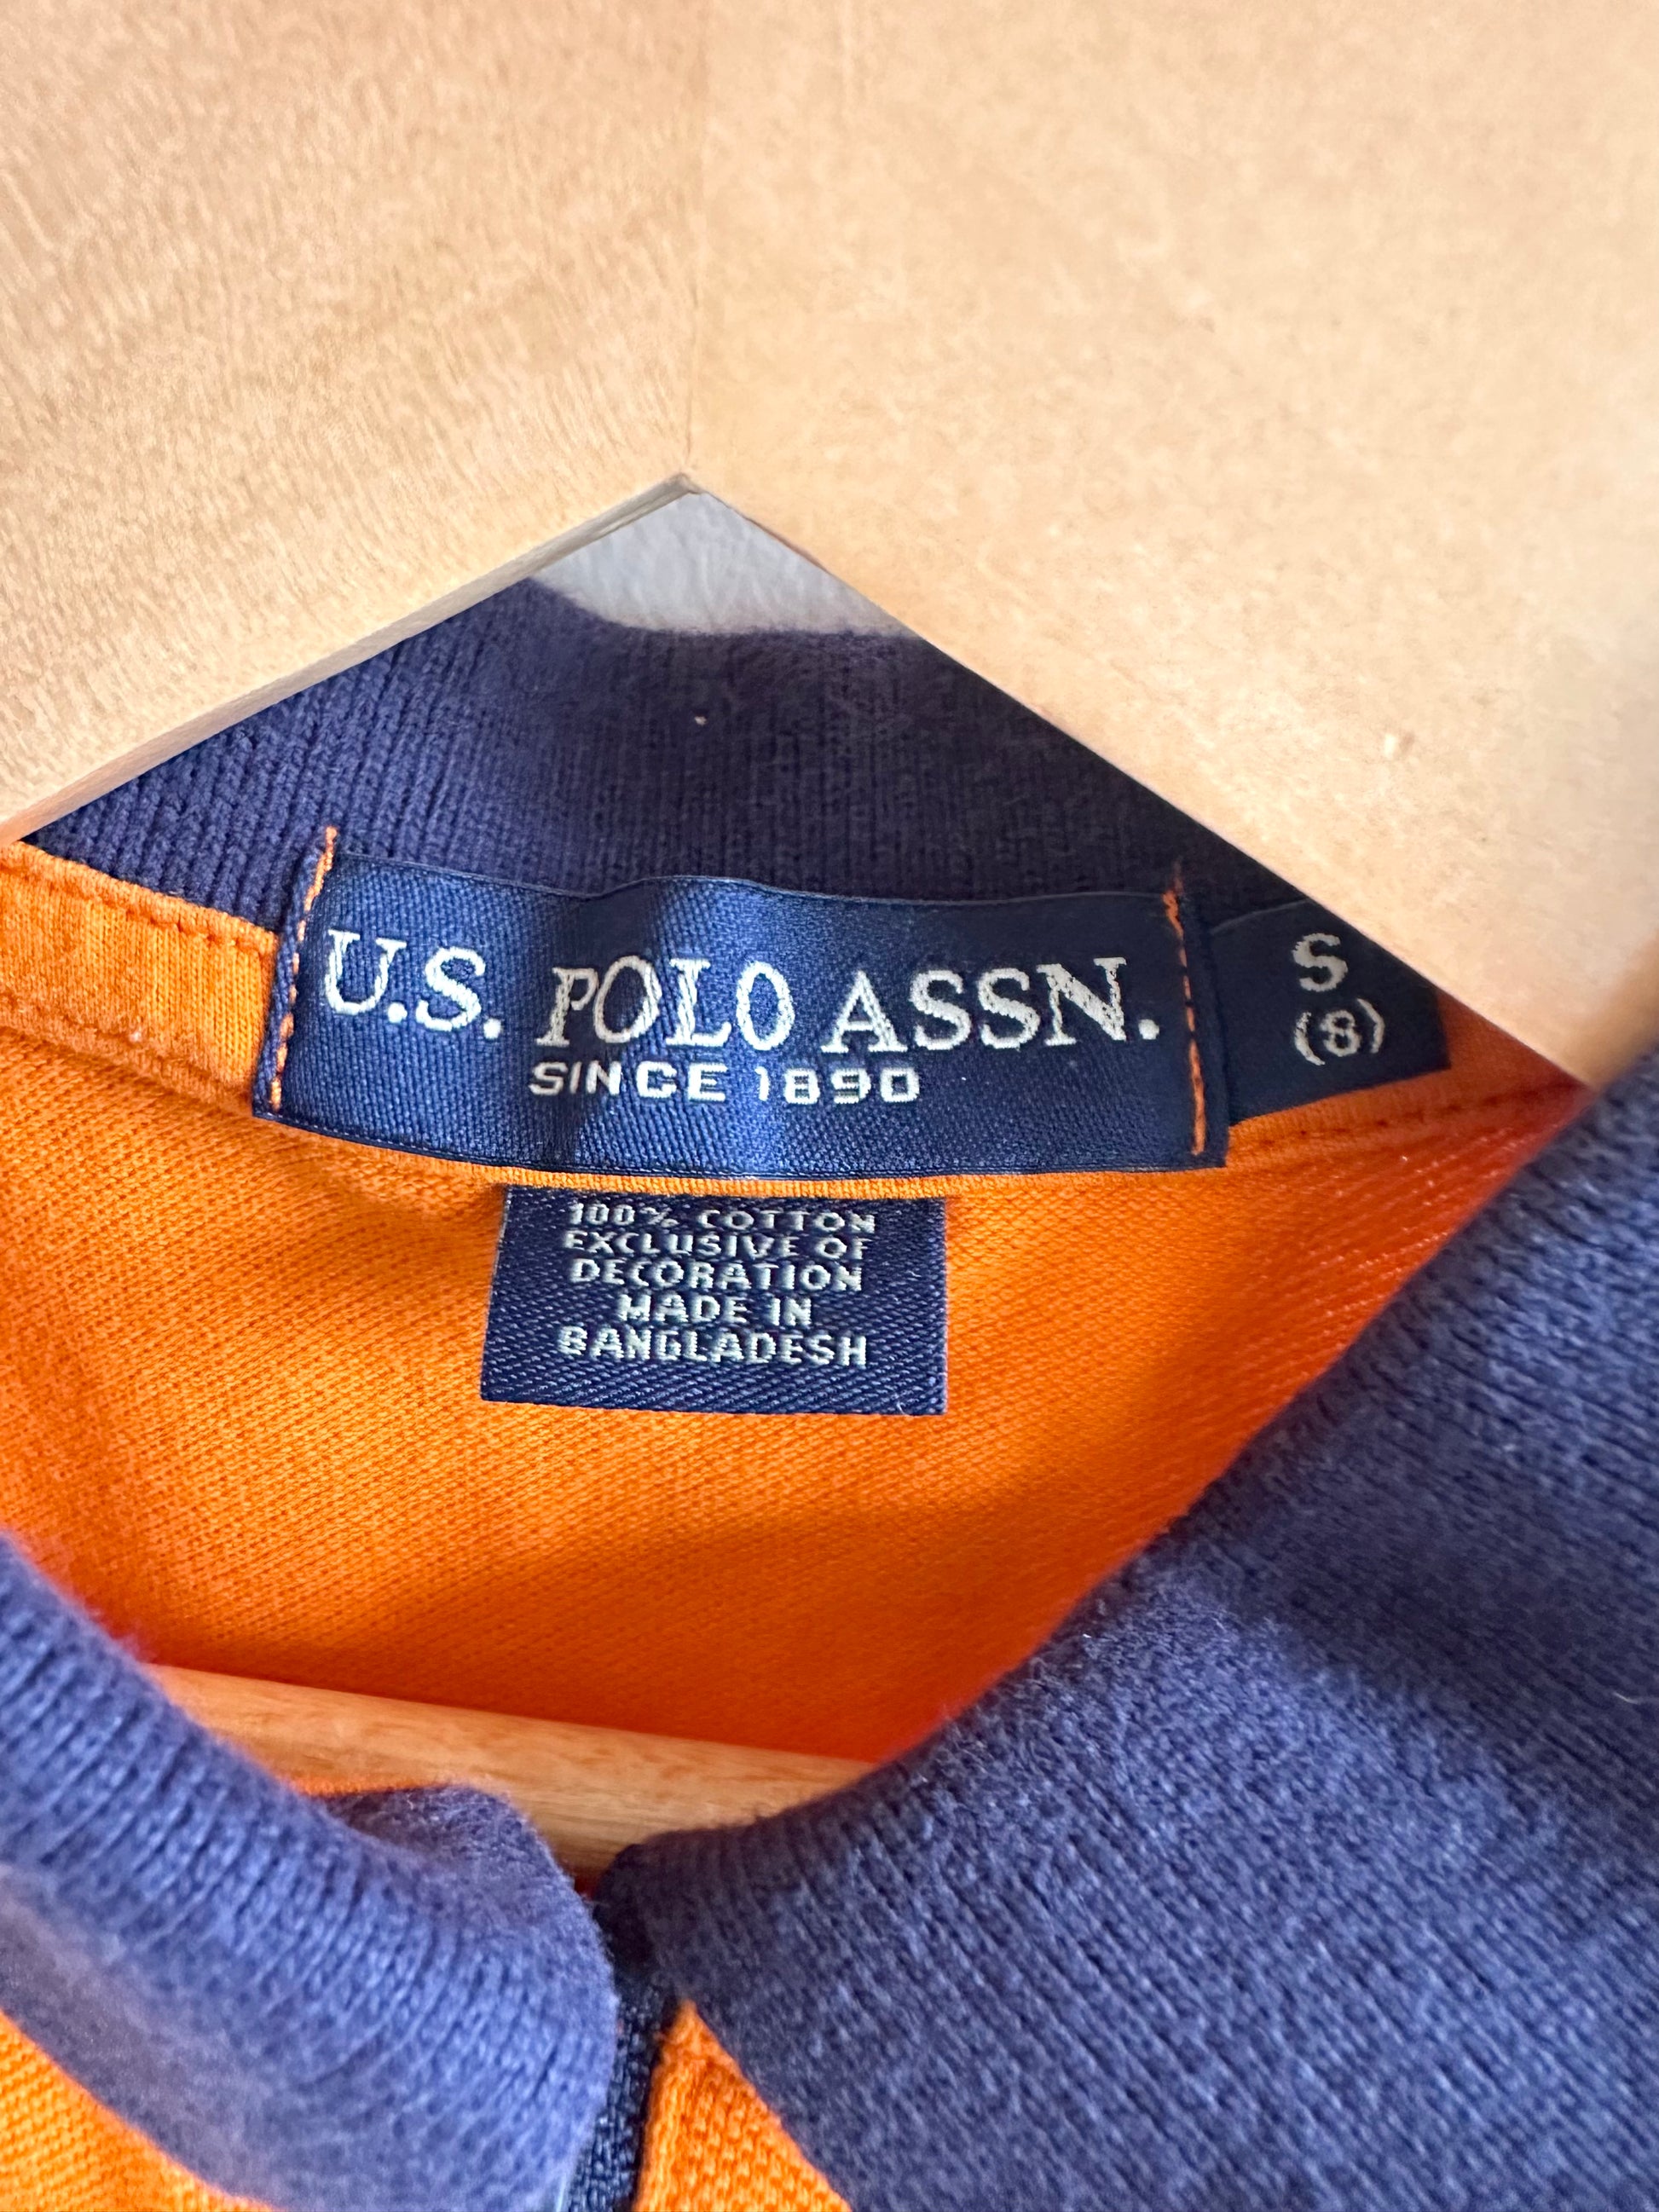 U.S. POLO ASSN.
SINCE 1890
S
(8)
100% COTTON
EXCLUSIVE OF
DECORATION
MADE IN
BANGLADESH